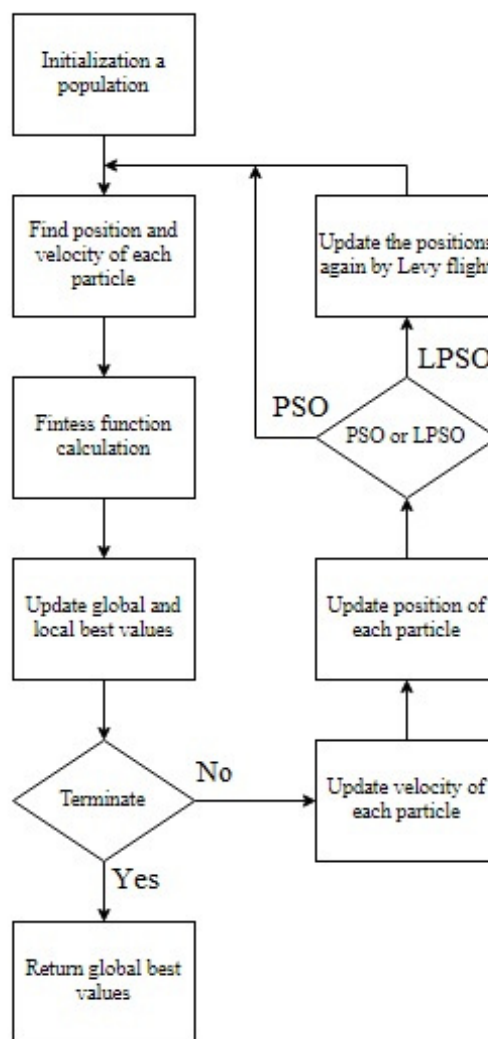 Initialization a
population
Find position and
velocity of each
particle
Fintess function
calculation
Update global and
local best values
Terminate
No
Yes
Return global best
values
Update velocity of
each particle
Update position of
each particle
PSO or LPSO
PSO
LPSO
Update the positions
again by Levy flight